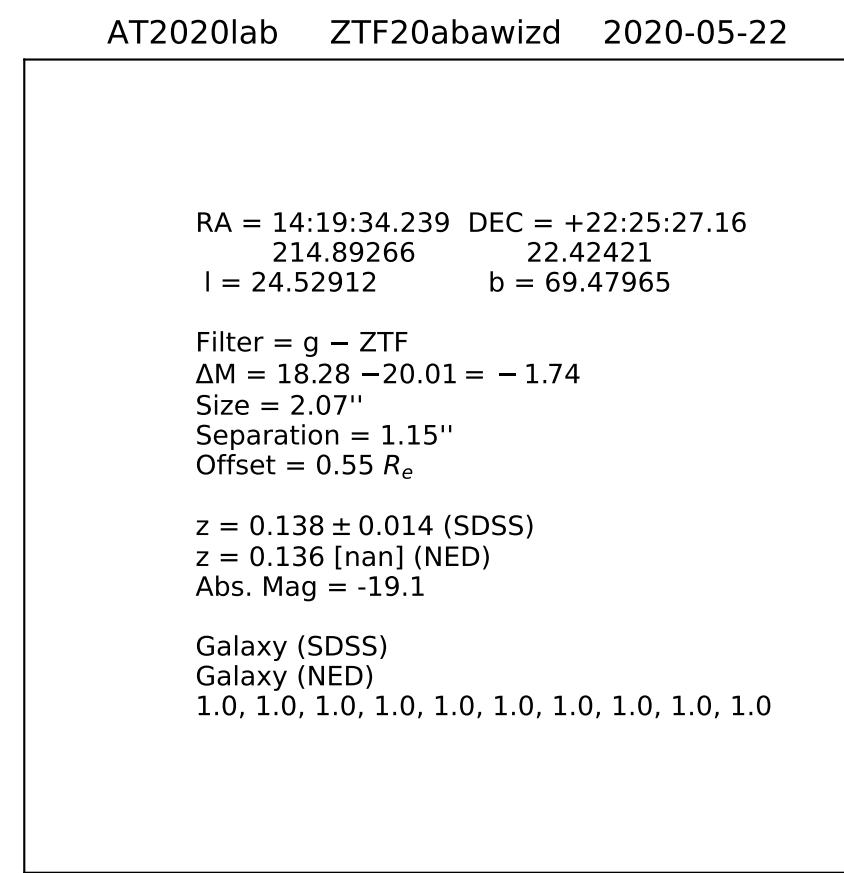 AT2020lab ZTF20abawizd 2020-05-22
RA = 14:19:34.239 DEC = +22:25:27.16
214.89266 22.42421
l = 24.52912 b = 69.47965
Filter = g − ZTF
ΔM = 18.28 −20.01 = − 1.74
Size = 2.07''
Separation = 1.15''
Offset = 0.55 Rₑ
z = 0.138 ± 0.014 (SDSS)
z = 0.136 [nan] (NED)
Abs. Mag = -19.1
Galaxy (SDSS)
Galaxy (NED)
1.0, 1.0, 1.0, 1.0, 1.0, 1.0, 1.0, 1.0, 1.0, 1.0